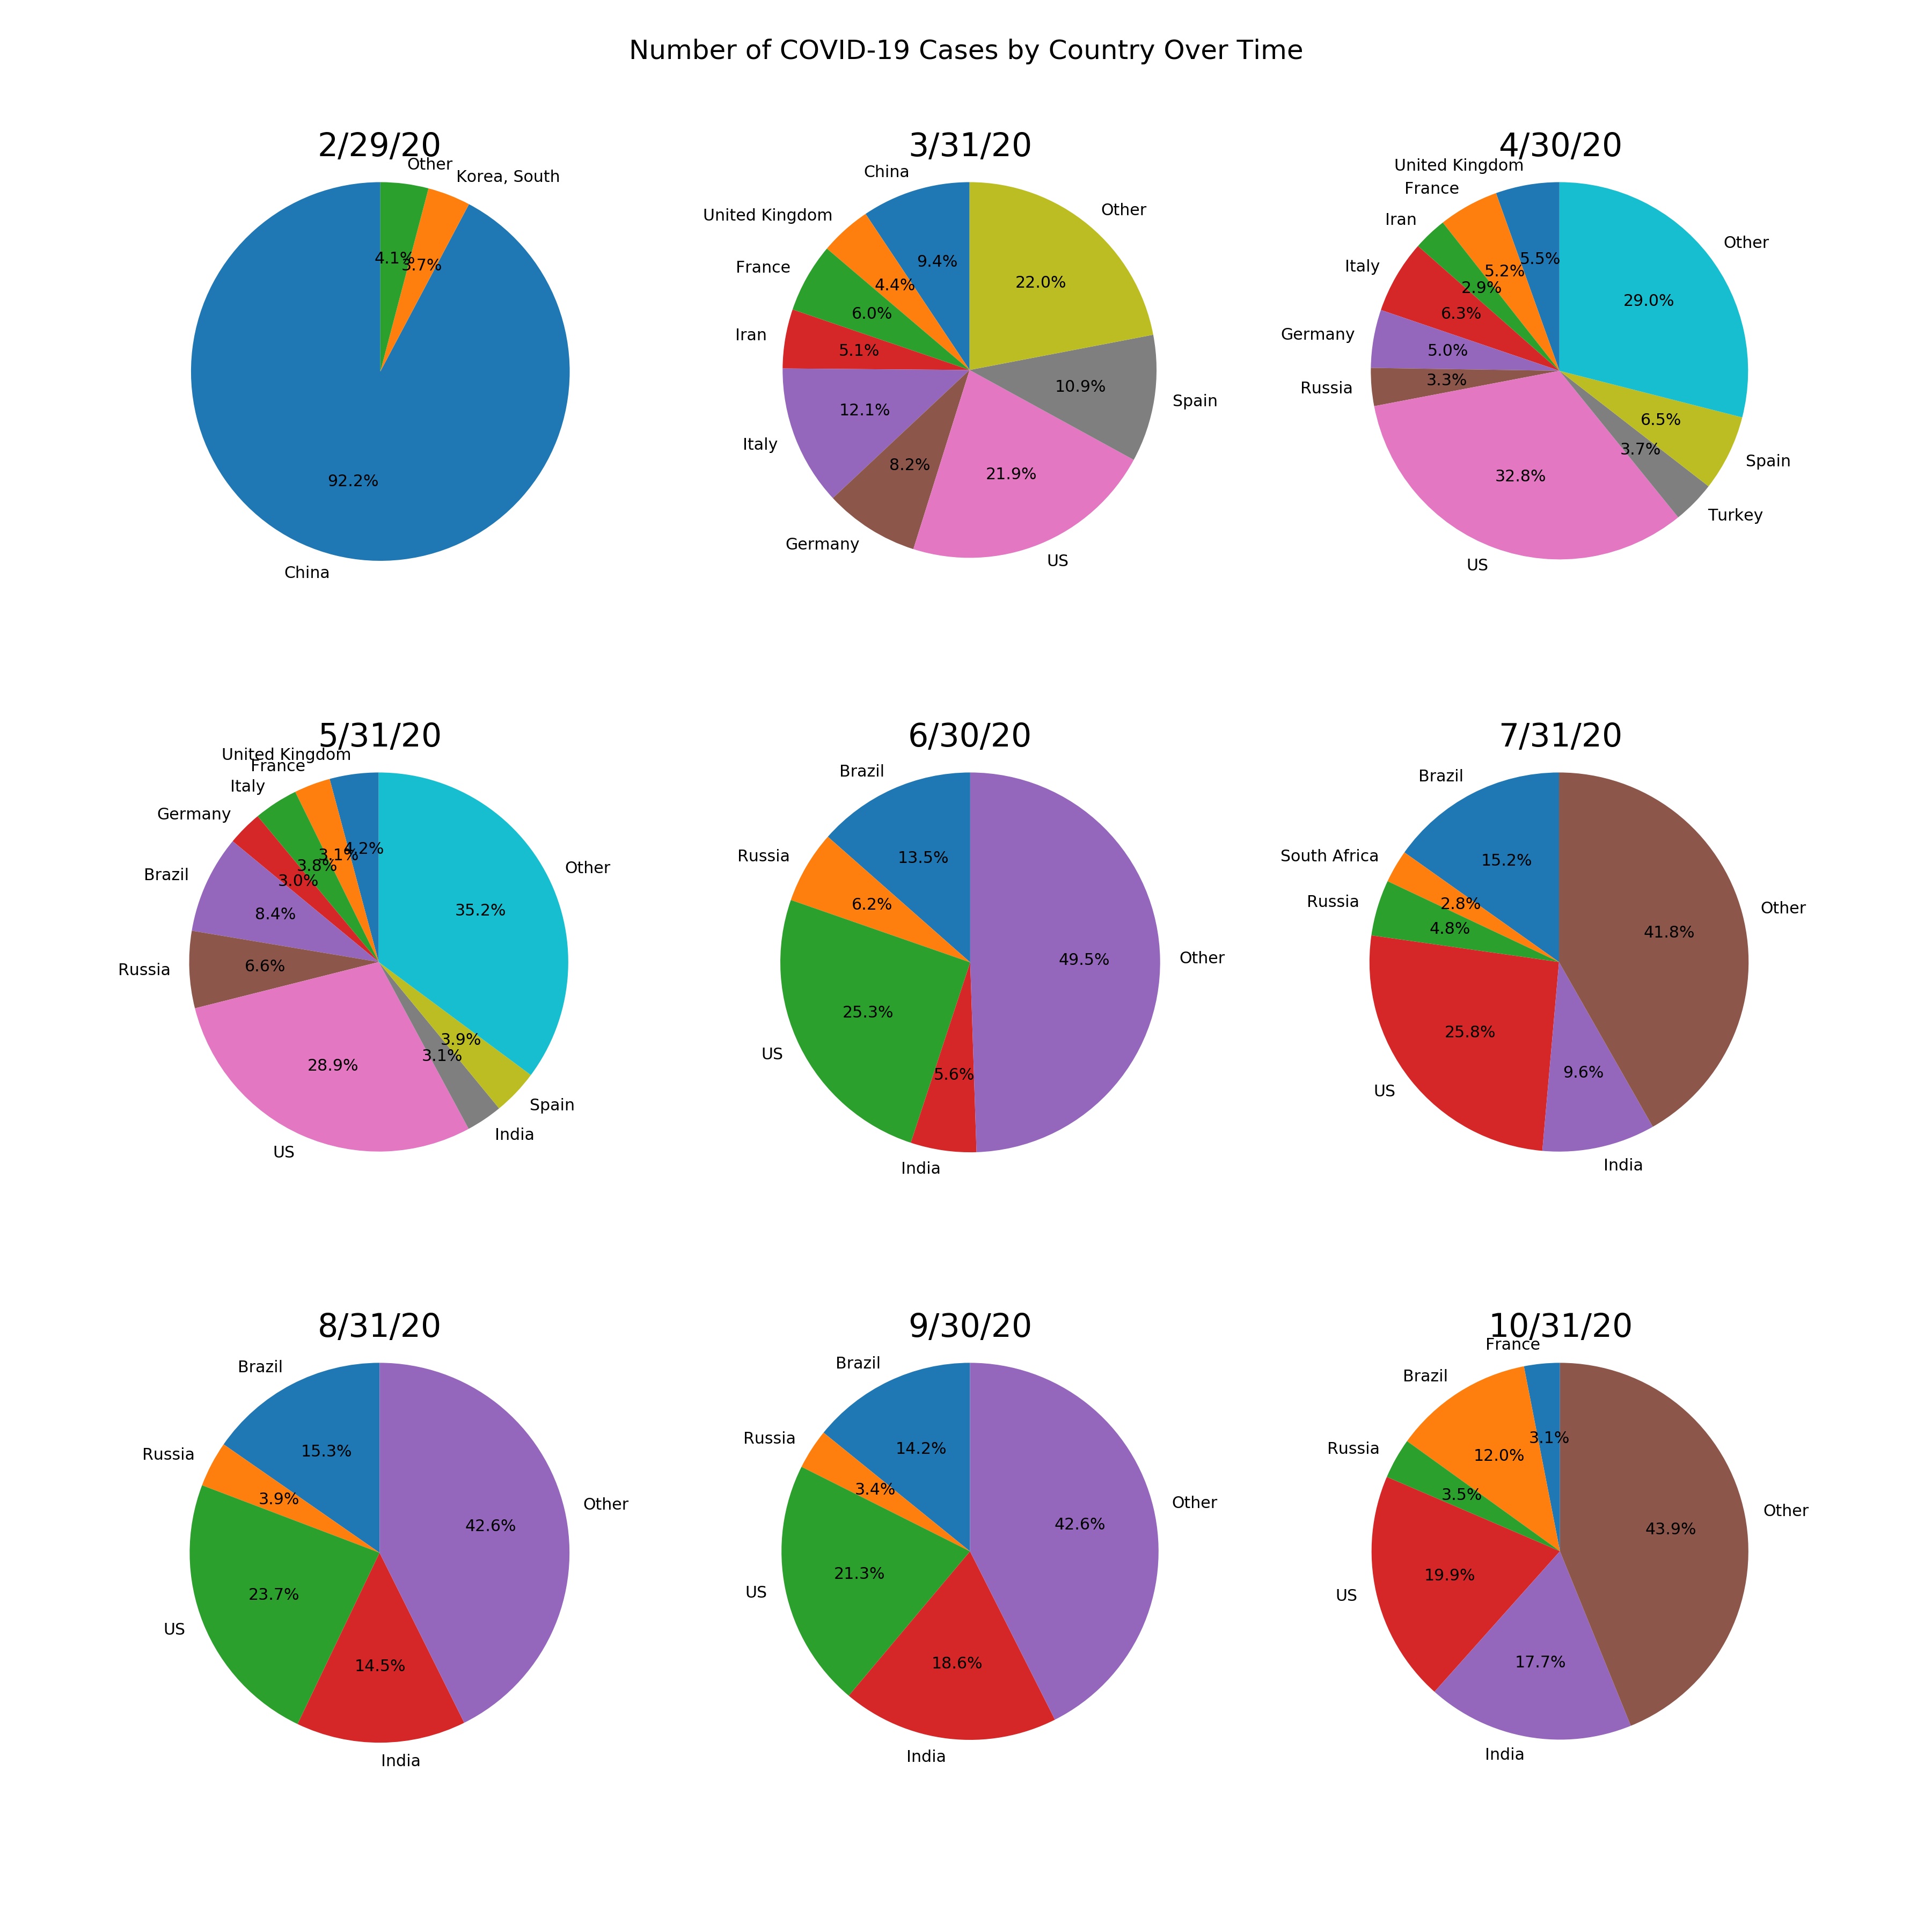 Number of COVID-19 Cases by Country Over Time
2/29/20
Other
Korea, South
4.1%
3.7%
92.2%
China
3/31/20
China
United Kingdom
Other
France
9.4%
4.4%
22.0%
6.0%
Iran
5.1%
10.9%
Spain
12.1%
Italy
8.2%
21.9%
Germany
US
4/30/20
United Kingdom
France
Iran
Other
Italy
5.5%
5.2%
2.9%
29.0%
6.3%
Germany
5.0%
Russia
3.3%
6.5%
3.7%
Spain
32.8%
Turkey
US
5/31/20
United Kingdom
France
Italy
Germany
4.2%
3.1%
3.8%
3.0%
Other
Brazil
8.4%
35.2%
Russia
6.6%
3.9%
3.1%
28.9%
Spain
India
US
6/30/20
Brazil
Russia
13.5%
6.2%
49.5%
Other
25.3%
US
5.6%
India
7/31/20
Brazil
South Africa
15.2%
Russia
2.8%
4.8%
41.8%
Other
25.8%
US
9.6%
India
8/31/20
Brazil
Russia
15.3%
3.9%
42.6%
Other
23.7%
US
14.5%
India
9/30/20
Brazil
Russia
14.2%
3.4%
42.6%
Other
21.3%
US
18.6%
India
10/31/20
France
Brazil
Russia
3.1%
12.0%
3.5%
43.9%
Other
19.9%
US
17.7%
India